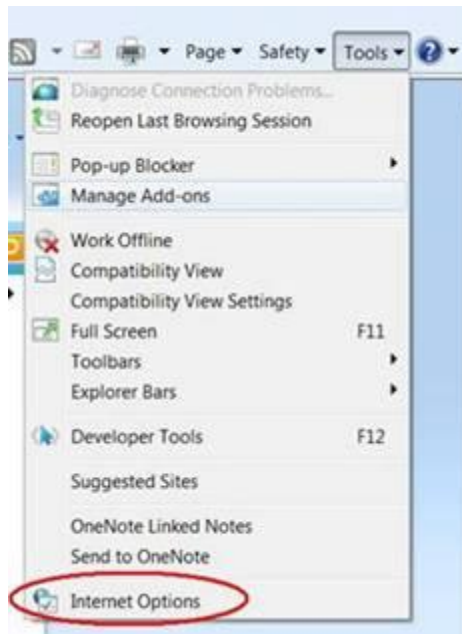 Page Safety Tools
Diagnose Connection Problems...
Reopen Last Browsing Session
Pop-up Blocker
Manage Add-ons
Work Offline
Compatibility View
Compatibility View Settings
Full Screen F11
Toolbars
Explorer Bars
Developer Tools F12
Suggested Sites
OneNote Linked Notes
Send to OneNote
Internet Options